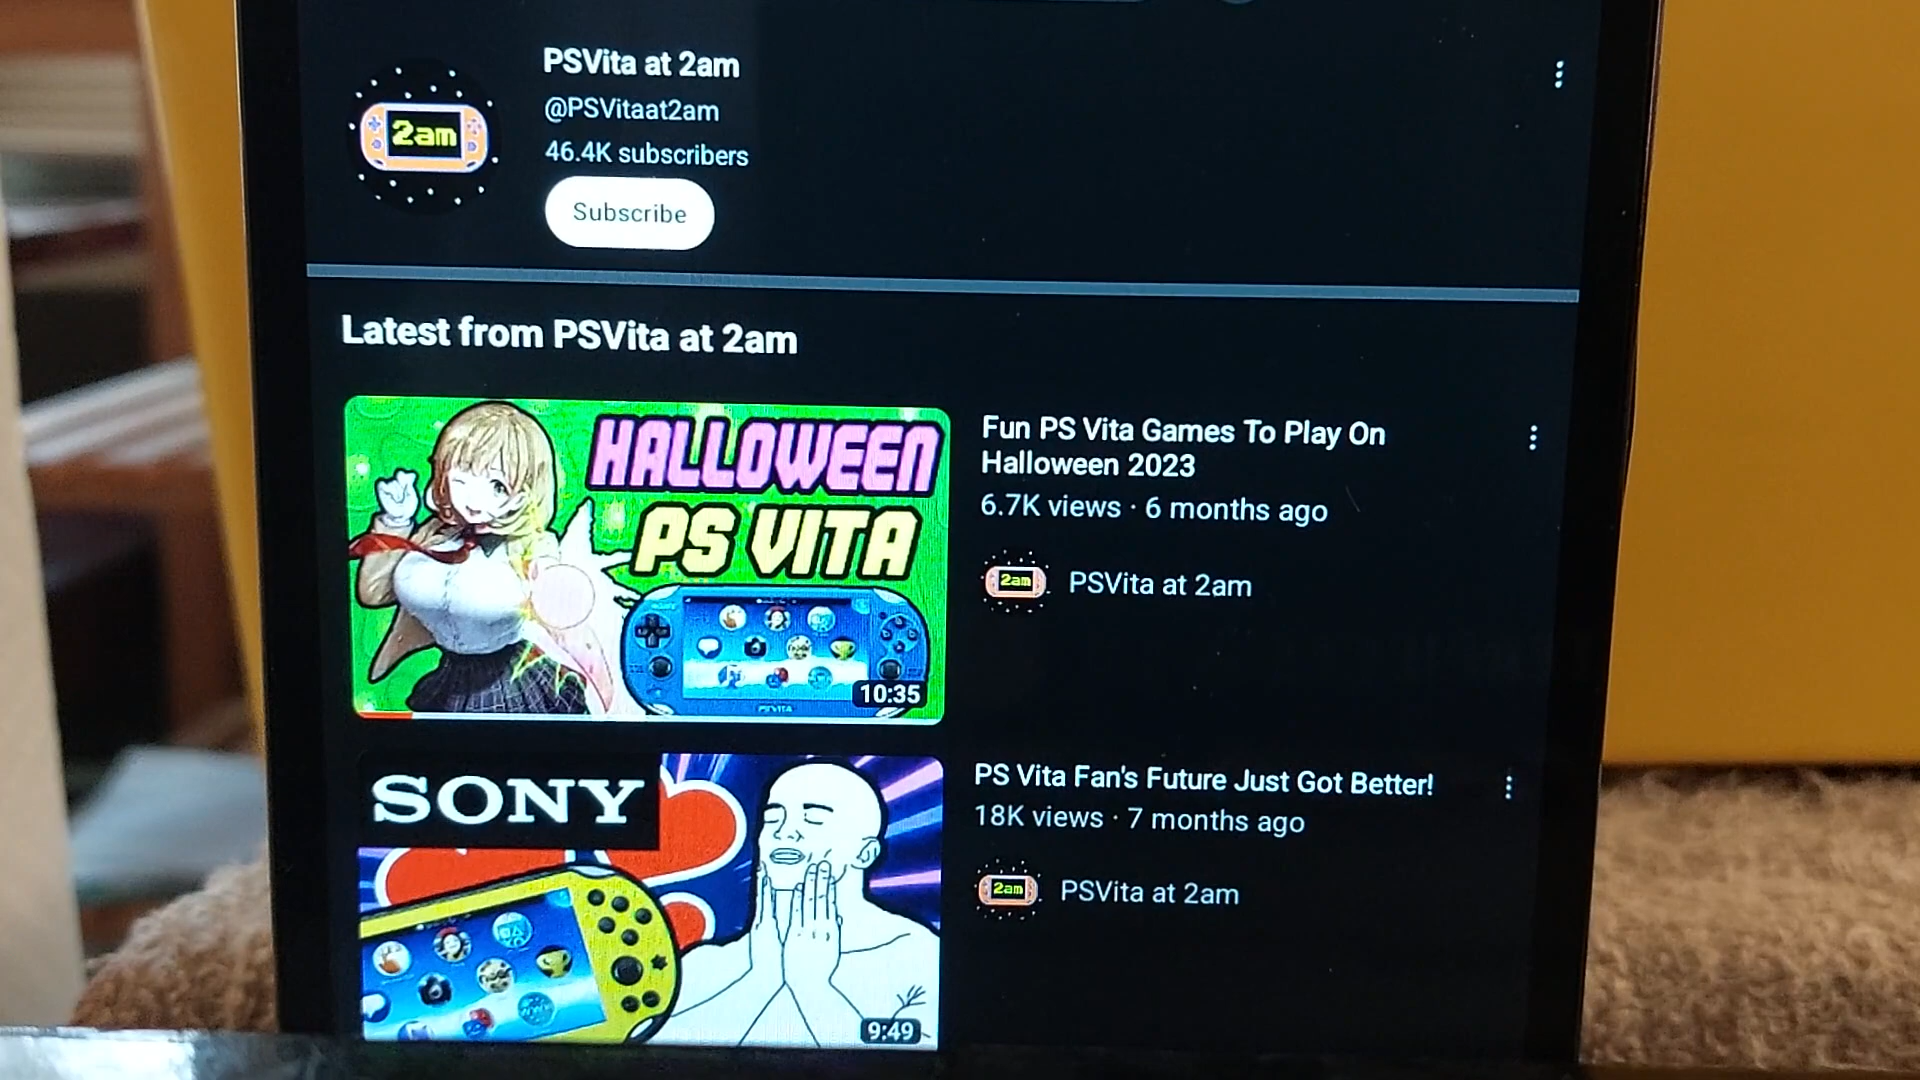 2am
PSVita at 2am
@PSVitaat2am
46.4K subscribers
Subscribe
Latest from PSVita at 2am
HALLOWEEN
PS VITA
10:35
Fun PS Vita Games To Play On
Halloween 2023
6.7K views · 6 months ago
2am
PSVita at 2am
SONY
9:49
PS Vita Fan's Future Just Got Better!
18K views · 7 months ago
2am
PSVita at 2am